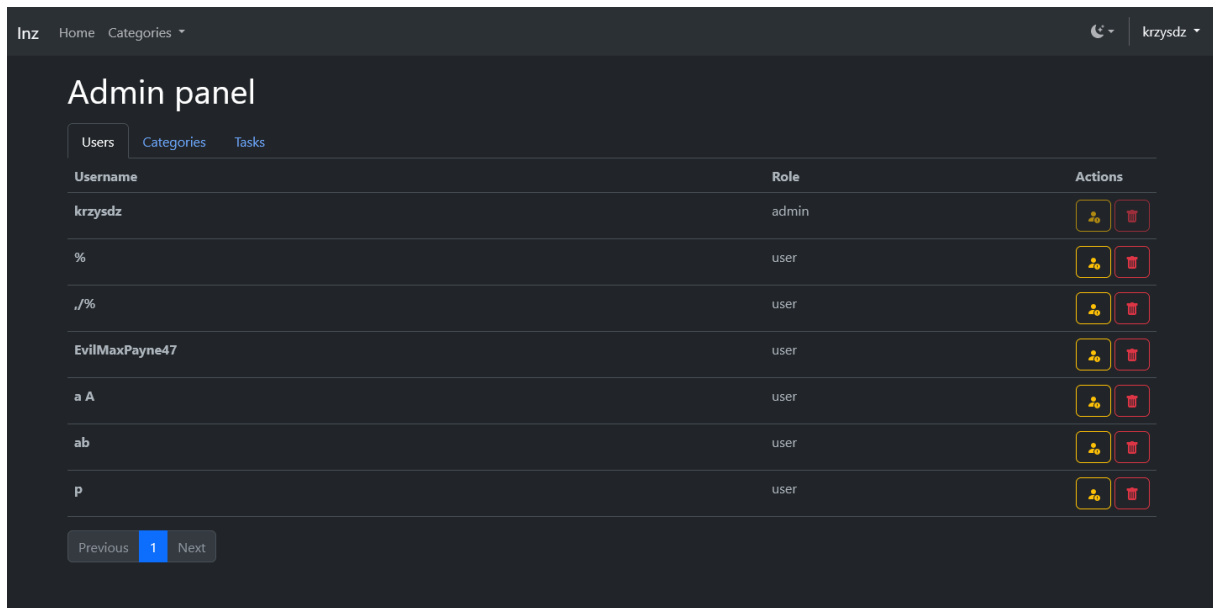 Inz Home Categories krzysdz
Admin panel
Users Categories Tasks
Username Role Actions
krzysdz admin
% user
,/% user
EvilMaxPayne47 user
a A user
ab user
p user
Previous 1 Next